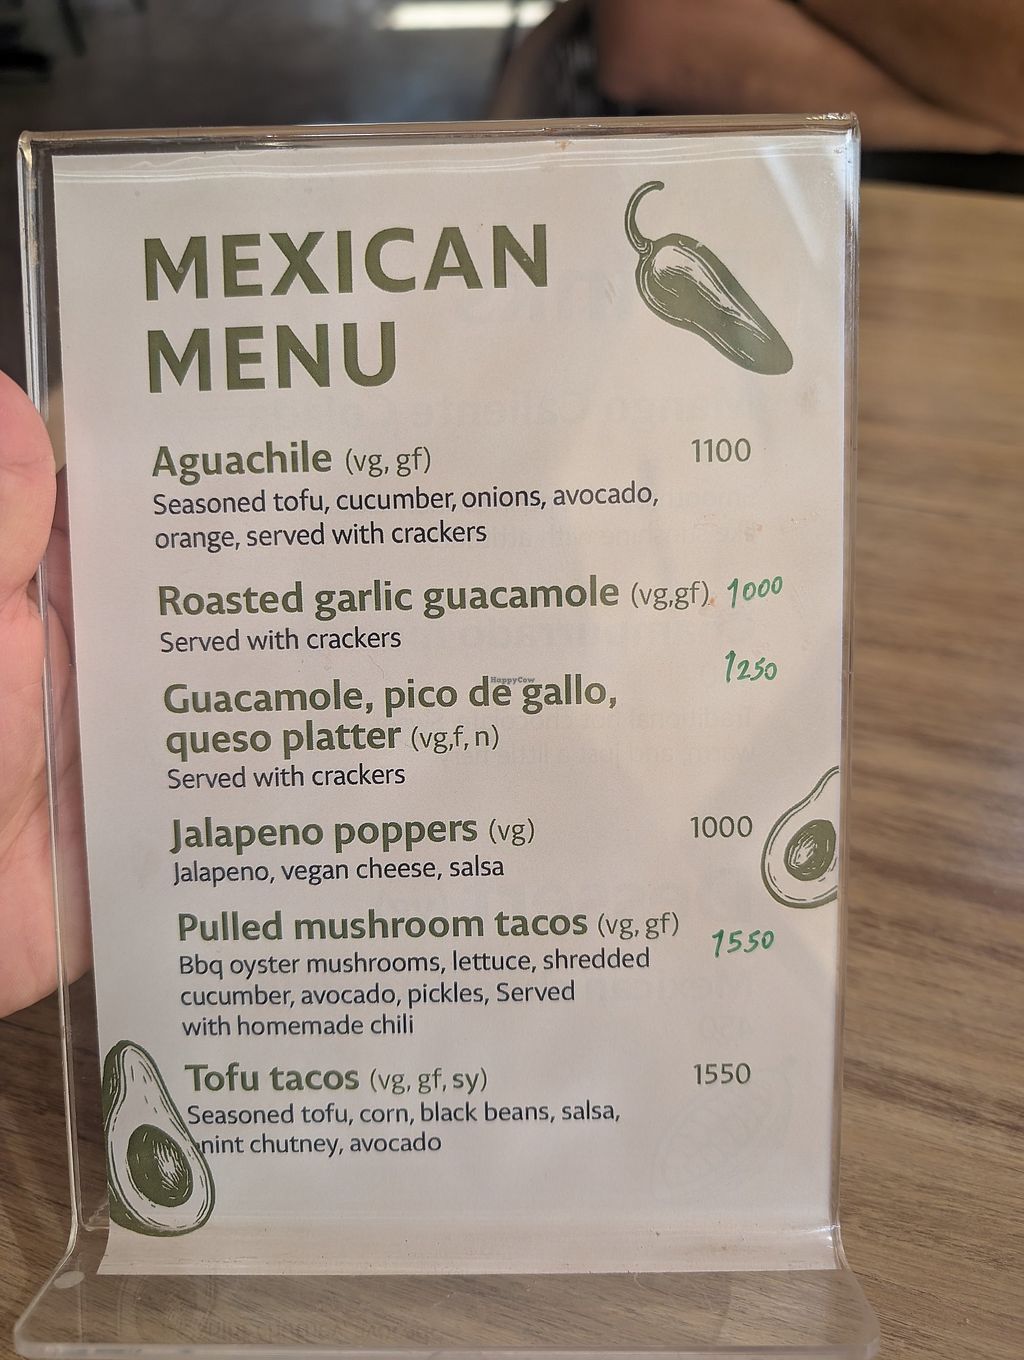 MEXICAN
MENU
Aguachile (vg, gf) 1100
Seasoned tofu, cucumber, onions, avocado,
orange, served with crackers
Roasted garlic guacamole (vg,gf) 1000
Served with crackers
1250
Guacamole, pico de gallo,
queso platter (vg,f, n)
Served with crackers
HappyCow
Jalapeno poppers (vg) 1000
Jalapeno, vegan cheese, salsa
Pulled mushroom tacos (vg, gf) 1550
Bbq oyster mushrooms, lettuce, shredded
cucumber, avocado, pickles, Served
with homemade chili
Tofu tacos (vg, gf, sy) 1550
Seasoned tofu, corn, black beans, salsa,
mint chutney, avocado